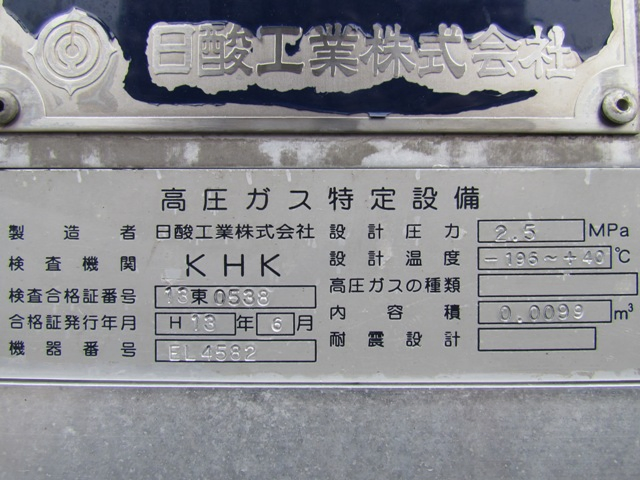 日酸工業株式会社
高圧ガス特定設備
製造者 日酸工業株式会社 設計圧力 2.5 MPa
検査機関 KHK 設計温度 -196~+40 ℃
検査合格証番号 13東0538 高圧ガスの種類
合格証発行年月 H13年6月 内容積 0.0099 m³
機器番号 EL4582 耐震設計